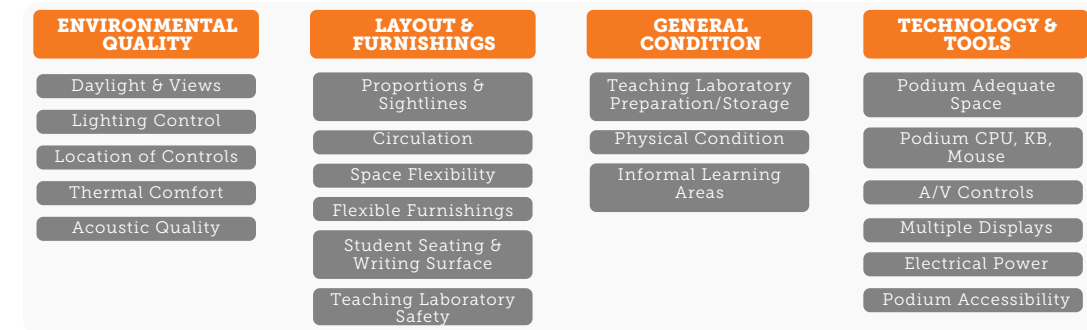 ENVIRONMENTAL
QUALITY
Daylight & Views
Lighting Control
Location of Controls
Thermal Comfort
Acoustic Quality
LAYOUT &
FURNISHINGS
Proportions &
Sightlines
Circulation
Space Flexibility
Flexible Furnishings
Student Seating &
Writing Surface
Teaching Laboratory
Safety
GENERAL
CONDITION
Teaching Laboratory
Preparation/Storage
Physical Condition
Informal Learning
Areas
TECHNOLOGY &
TOOLS
Podium Adequate
Space
Podium CPU, KB,
Mouse
A/V Controls
Multiple Displays
Electrical Power
Podium Accessibility